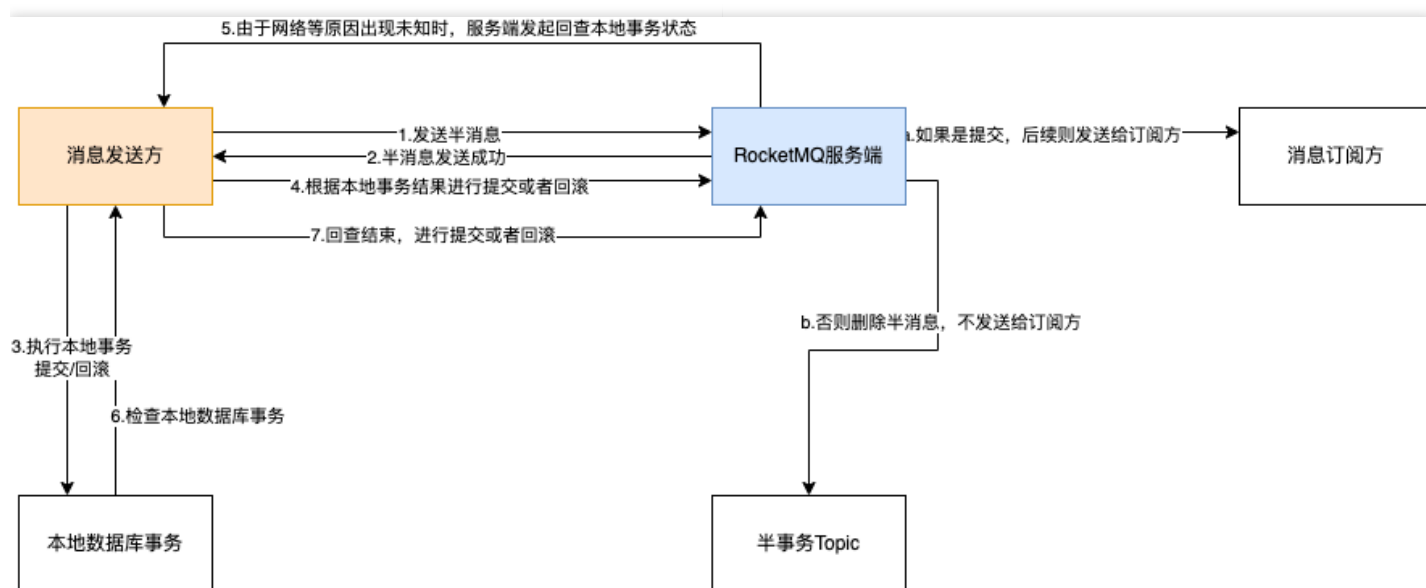 5.由于网络等原因出现未知时，服务端发起回查本地事务状态
消息发送方
1.发送半消息
2.半消息发送成功
4.根据本地事务结果进行提交或者回滚
7.回查结束，进行提交或者回滚
RocketMQ服务端
a.如果是提交，后续则发送给订阅方
消息订阅方
b.否则删除半消息，不发送给订阅方
3.执行本地事务
提交/回滚
6.检查本地数据库事务
本地数据库事务
半事务Topic